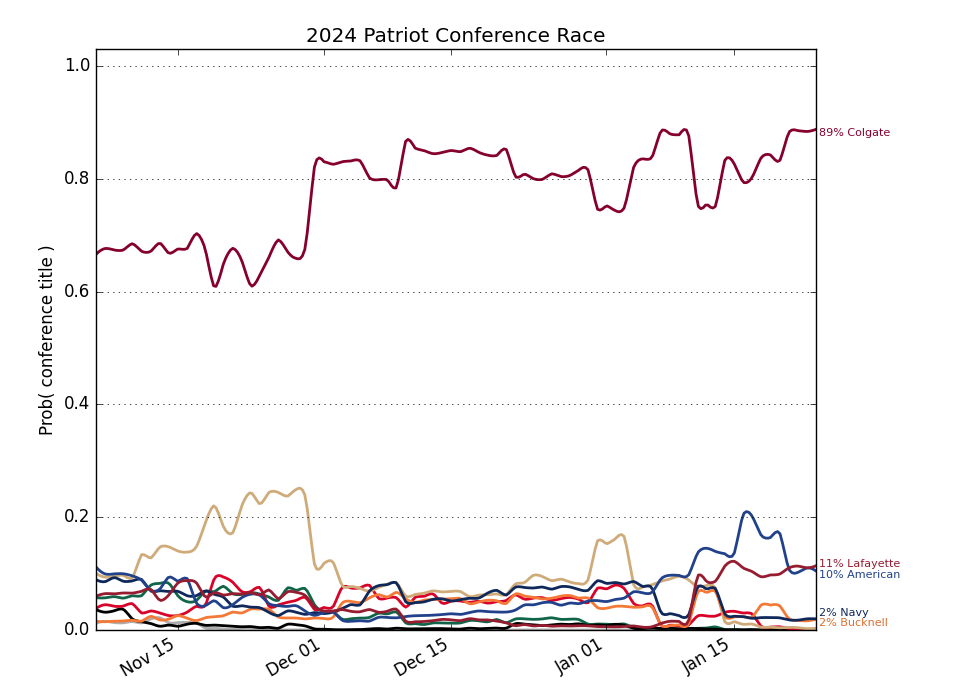 2024 Patriot Conference Race
Prob( conference title )
1.0
0.8
0.6
0.4
0.2
0.0
89% Colgate
11% Lafayette
10% American
2% Navy
2% Bucknell
Nov 15
Dec 01
Dec 15
Jan 01
Jan 15